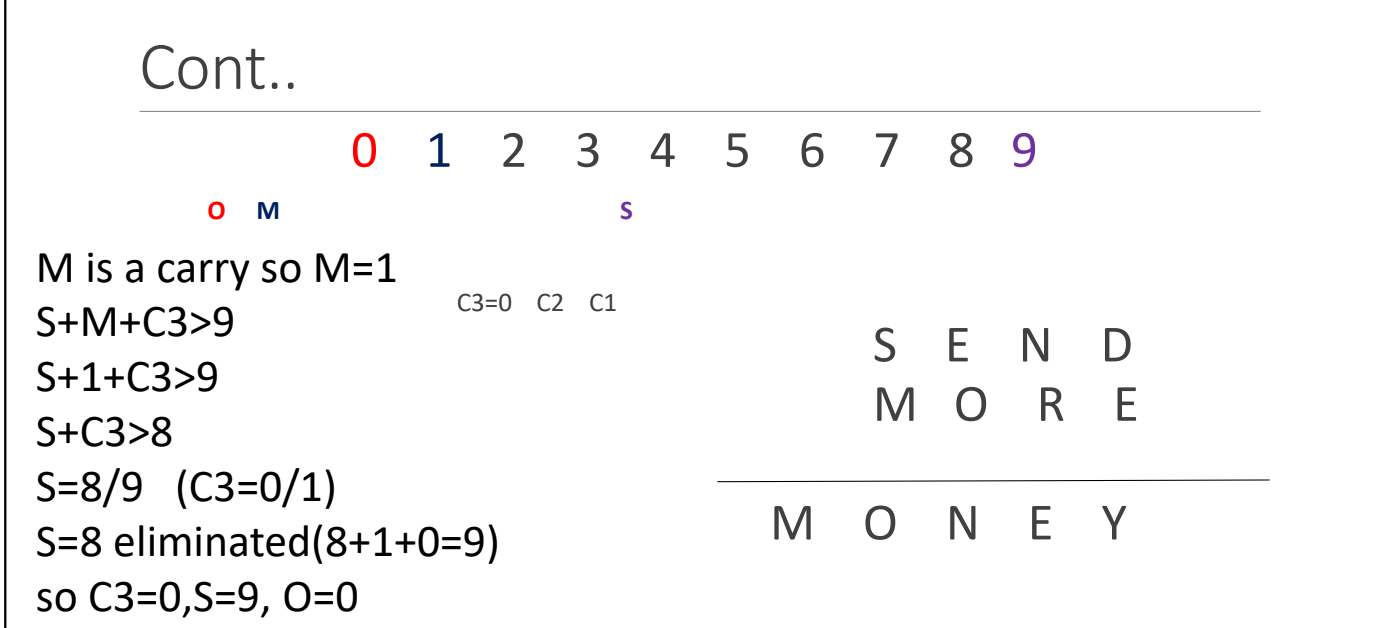 Cont..
0 1 2 3 4 5 6 7 8 9
O M S
M is a carry so M=1
S+M+C3>9
S+1+C3>9
S+C3>8
S=8/9 (C3=0/1)
S=8 eliminated(8+1+0=9)
so C3=0,S=9, O=0
C3=0 C2 C1
S E N D
M O R E
M O N E Y